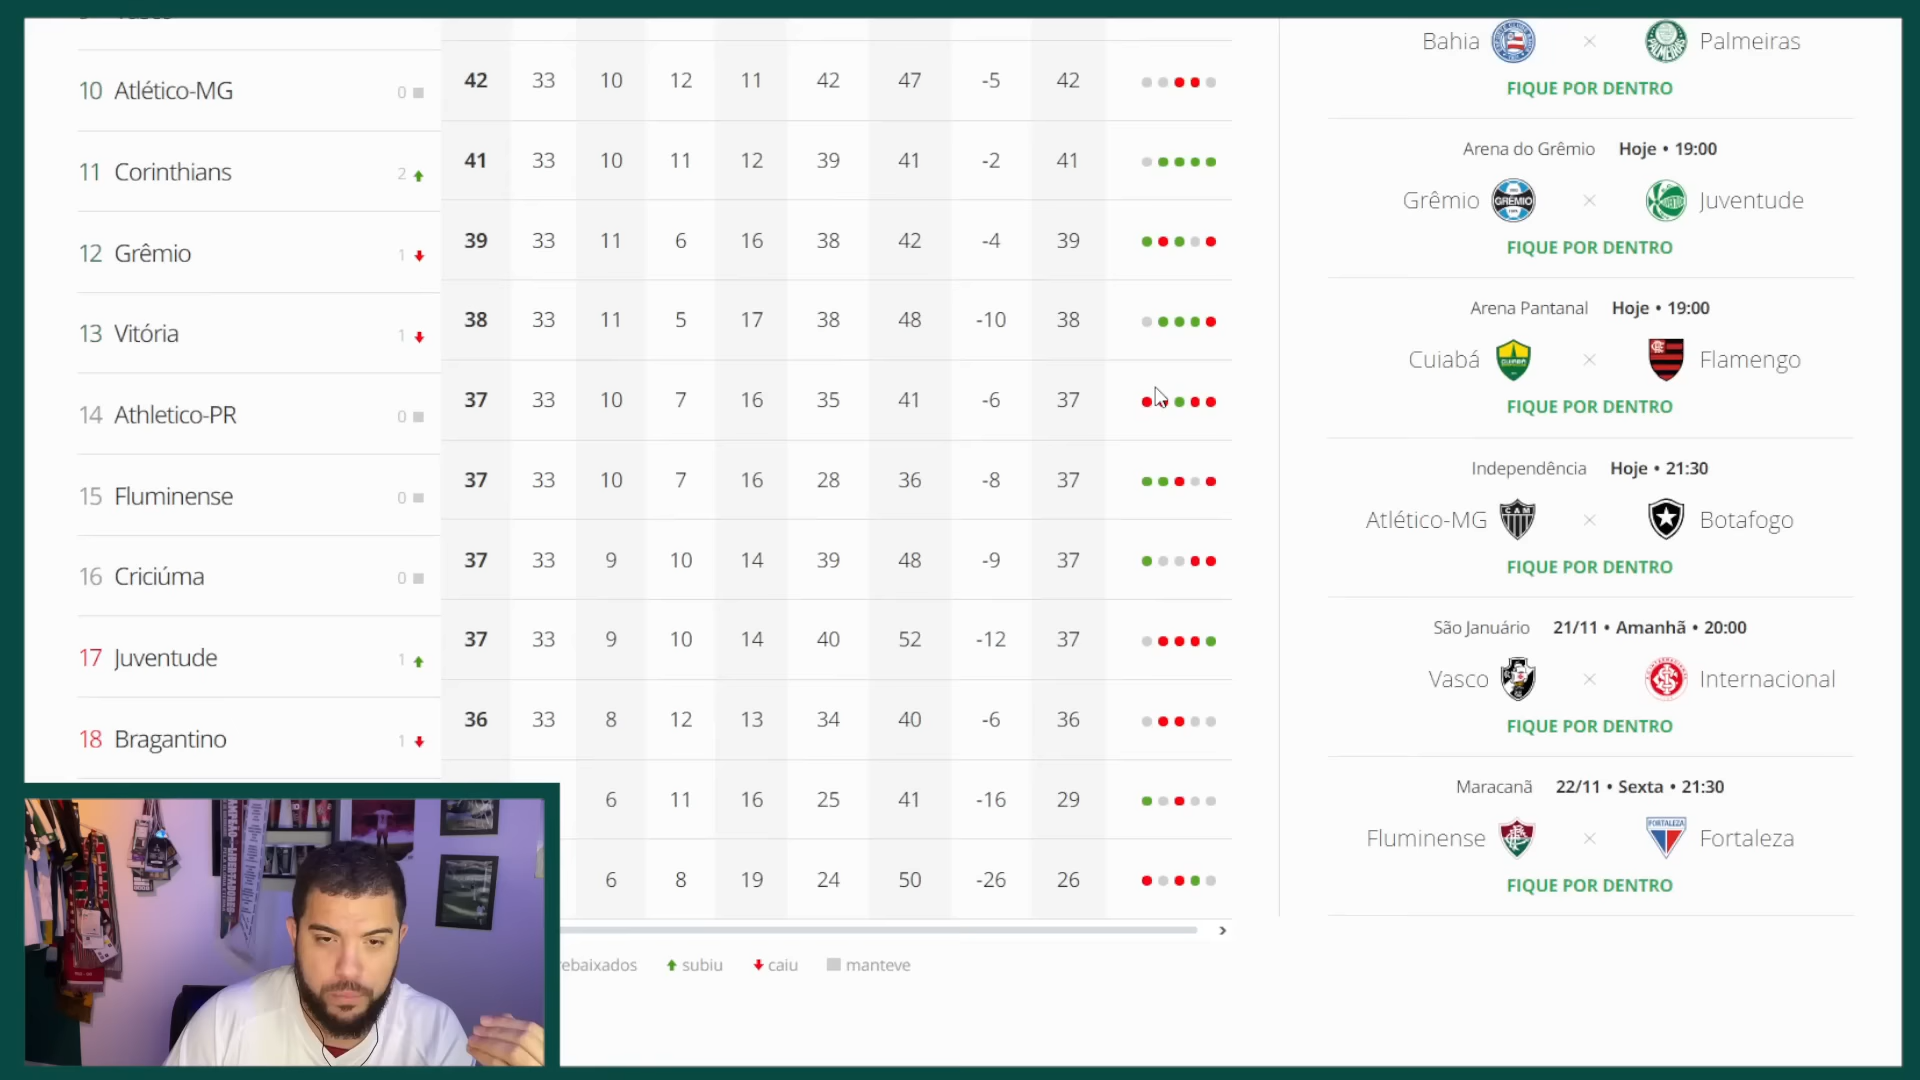 10 Atlético-MG 0 42 33 10 12 11 42 47 -5 42
11 Corinthians 2 41 33 10 11 12 39 41 -2 41
12 Grêmio 1 39 33 11 6 16 38 42 -4 39
13 Vitória 1 38 33 11 5 17 38 48 -10 38
14 Athletico-PR 0 37 33 10 7 16 35 41 -6 37
15 Fluminense 0 37 33 10 7 16 28 36 -8 37
16 Criciúma 0 37 33 9 10 14 39 48 -9 37
17 Juventude 1 37 33 9 10 14 40 52 -12 37
18 Bragantino 1 36 33 8 12 13 34 40 -6 36
6 11 16 25 41 -16 29
6 8 19 24 50 -26 26
ebaixados subiu caiu manteve
Bahia × Palmeiras
FIQUE POR DENTRO
Arena do Grêmio Hoje • 19:00
Grêmio × Juventude
FIQUE POR DENTRO
Arena Pantanal Hoje • 19:00
Cuiabá × Flamengo
FIQUE POR DENTRO
Independência Hoje • 21:30
Atlético-MG × Botafogo
FIQUE POR DENTRO
São Januário 21/11 • Amanhã • 20:00
Vasco × Internacional
FIQUE POR DENTRO
Maracanã 22/11 • Sexta • 21:30
Fluminense × Fortaleza
FIQUE POR DENTRO